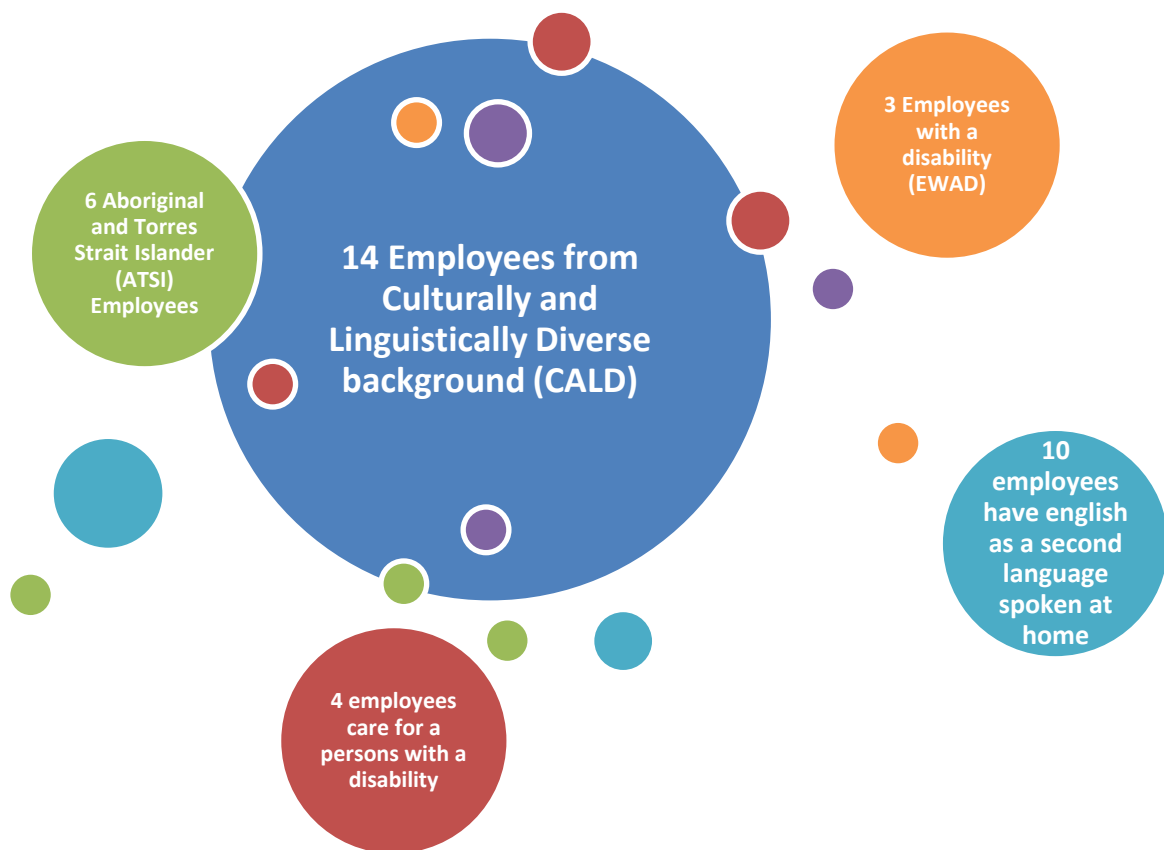 3 Employees
with a
disability
(EWAD)
6 Aboriginal
and Torres
Strait Islander
(ATSI)
Employees
14 Employees from
Culturally and
Linguistically Diverse
background (CALD)
10
employees
have english
as a second
language
spoken at
home
4 employees
care for a
persons with a
disability